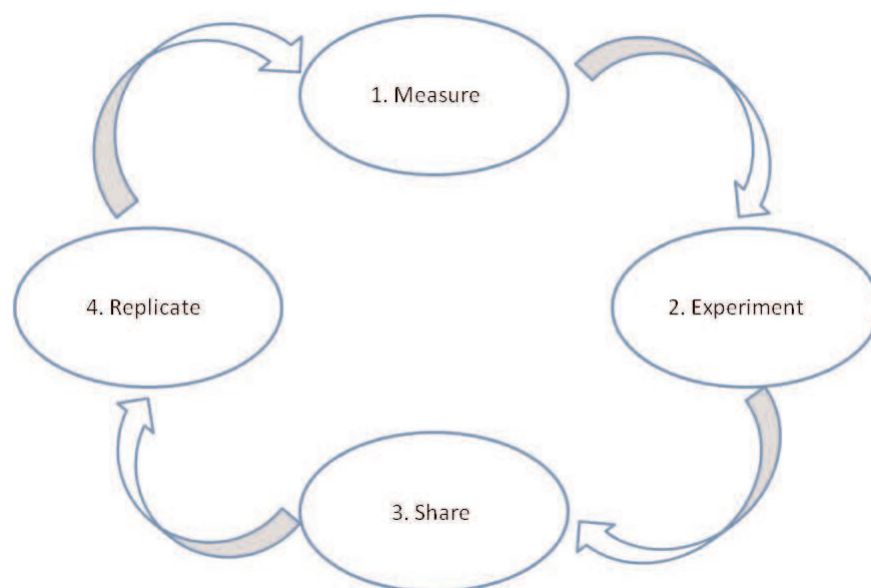 1. Measure
2. Experiment
3. Share
4. Replicate